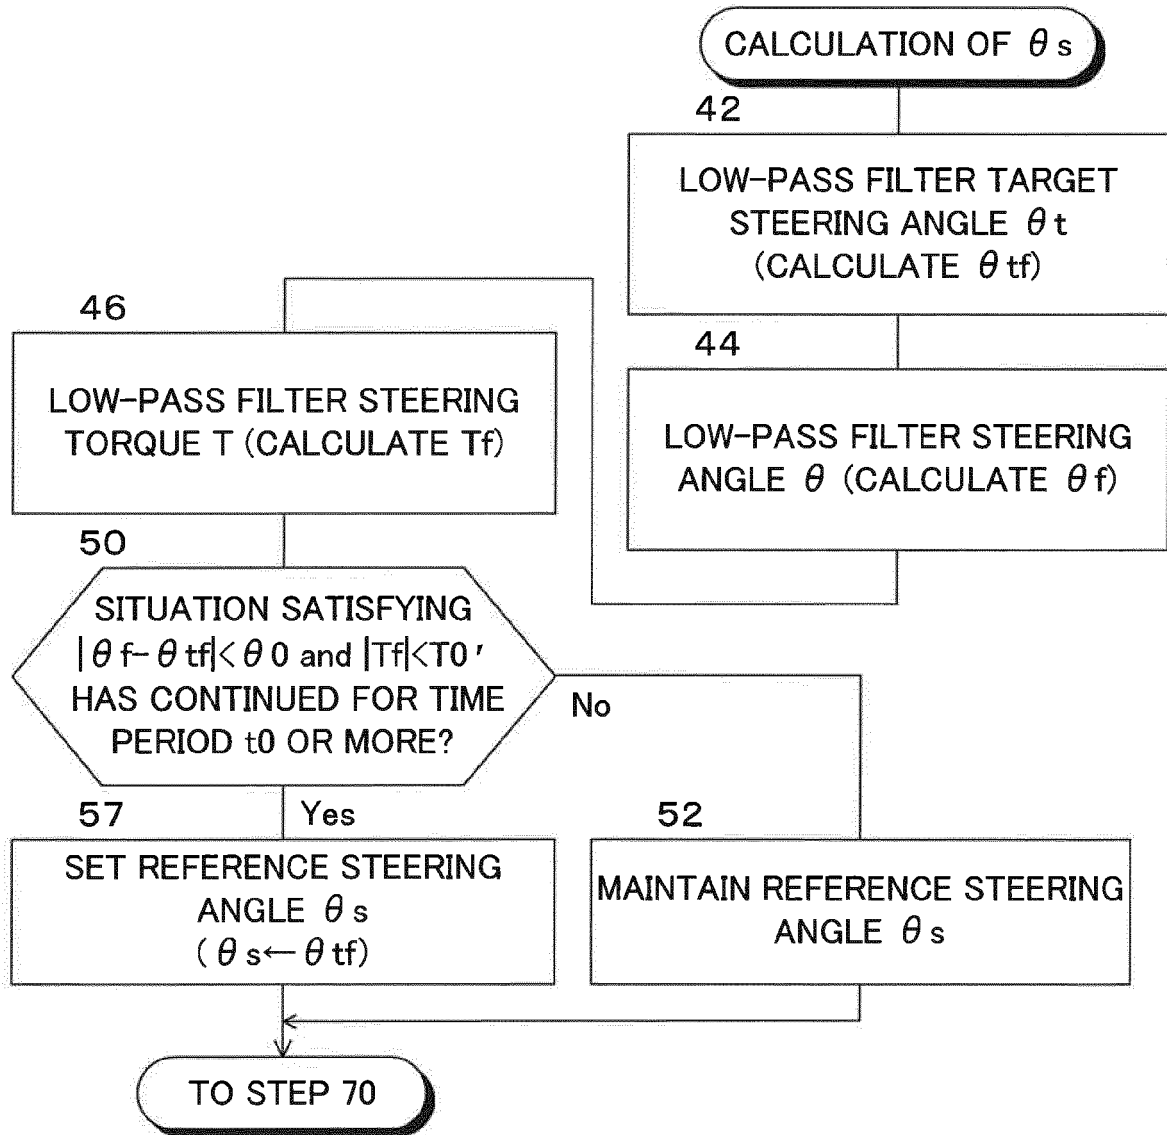 CALCULATION OF θs
42
LOW-PASS FILTER TARGET
STEERING ANGLE θt
(CALCULATE θtf)
44
LOW-PASS FILTER STEERING
ANGLE θ (CALCULATE θf)
46
LOW-PASS FILTER STEERING
TORQUE T (CALCULATE Tf)
50
SITUATION SATISFYING
|θf-θtf|<θ0 and |Tf|<T0'
HAS CONTINUED FOR TIME
PERIOD t0 OR MORE?
No
Yes
57
SET REFERENCE STEERING
ANGLE θs
(θs←θtf)
52
MAINTAIN REFERENCE STEERING
ANGLE θs
TO STEP 70